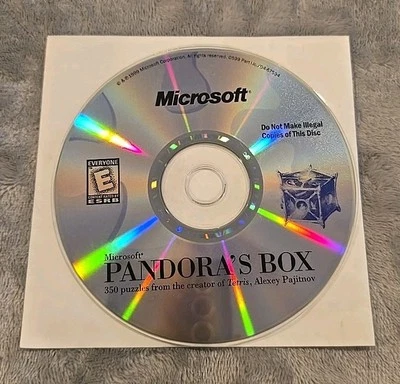 Microsoft
Do Not Make Illegal
Copies of This Disc
EVERYONE
E
ESRB
Microsoft®
PANDORA'S BOX
350 puzzles from the creator of Tetris, Alexey Pajitnov